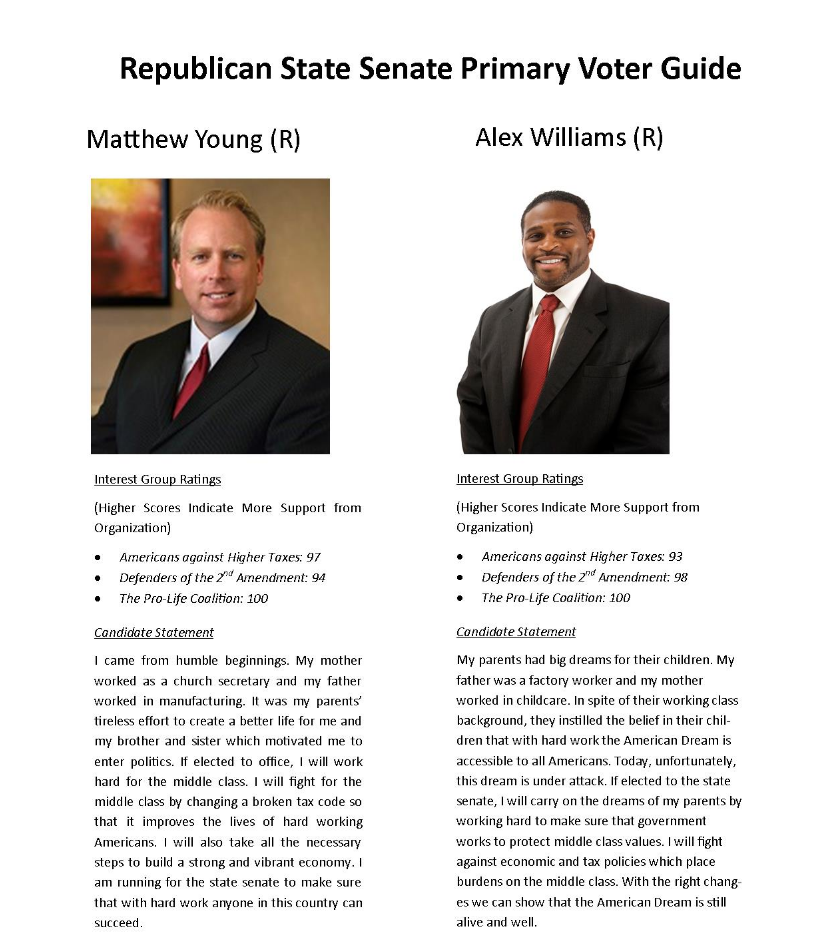 Republican State Senate Primary Voter Guide
Matthew Young (R)
Interest Group Ratings
(Higher Scores Indicate More Support from
Organization)
• Americans against Higher Taxes: 97
• Defenders of the 2nd Amendment: 94
• The Pro-Life Coalition: 100
Candidate Statement
I came from humble beginnings. My mother
worked as a church secretary and my father
worked in manufacturing. It was my parents’
tireless effort to create a better life for me and
my brother and sister which motivated me to
enter politics. If elected to office, I will work
hard for the middle class. I will fight for the
middle class by changing a broken tax code so
that it improves the lives of hard working
Americans. I will also take all the necessary
steps to build a strong and vibrant economy. I
am running for the state senate to make sure
that with hard work anyone in this country can
succeed.
Alex Williams (R)
Interest Group Ratings
(Higher Scores Indicate More Support from
Organization)
• Americans against Higher Taxes: 93
• Defenders of the 2nd Amendment: 98
• The Pro-Life Coalition: 100
Candidate Statement
My parents had big dreams for their children. My
father was a factory worker and my mother
worked in childcare. In spite of their working class
background, they instilled the belief in their chil-
dren that with hard work the American Dream is
accessible to all Americans. Today, unfortunately,
this dream is under attack. If elected to the state
senate, I will carry on the dreams of my parents by
working hard to make sure that government
works to protect middle class values. I will fight
against economic and tax policies which place
burdens on the middle class. With the right chang-
es we can show that the American Dream is still
alive and well.